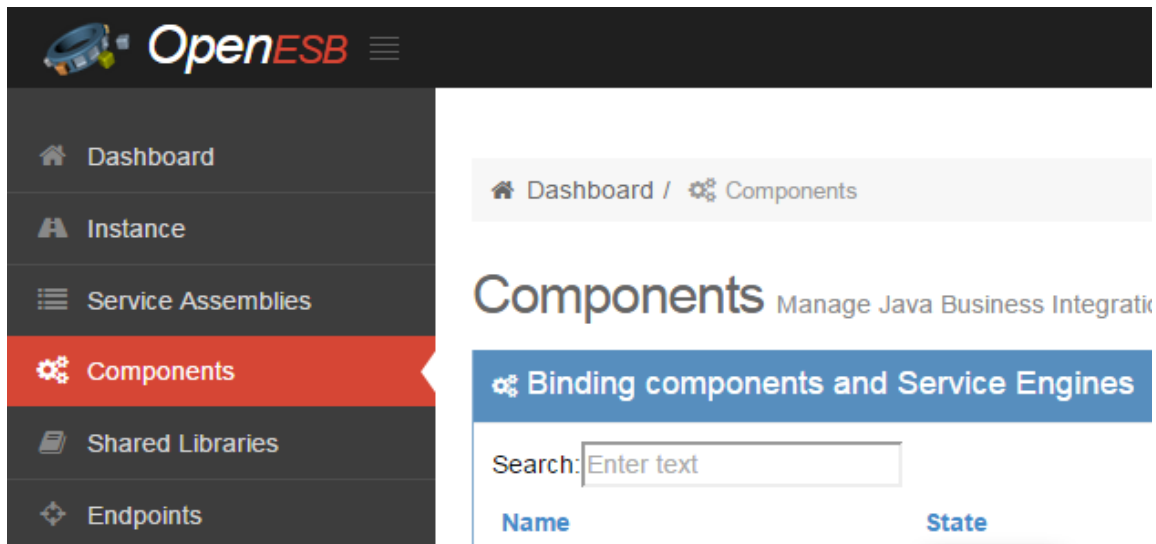 OpenESB
Dashboard
Instance
Service Assemblies
Components
Shared Libraries
Endpoints
Dashboard / Components
Components Manage Java Business
Binding components and Service Engines
Search: Enter text
Name State